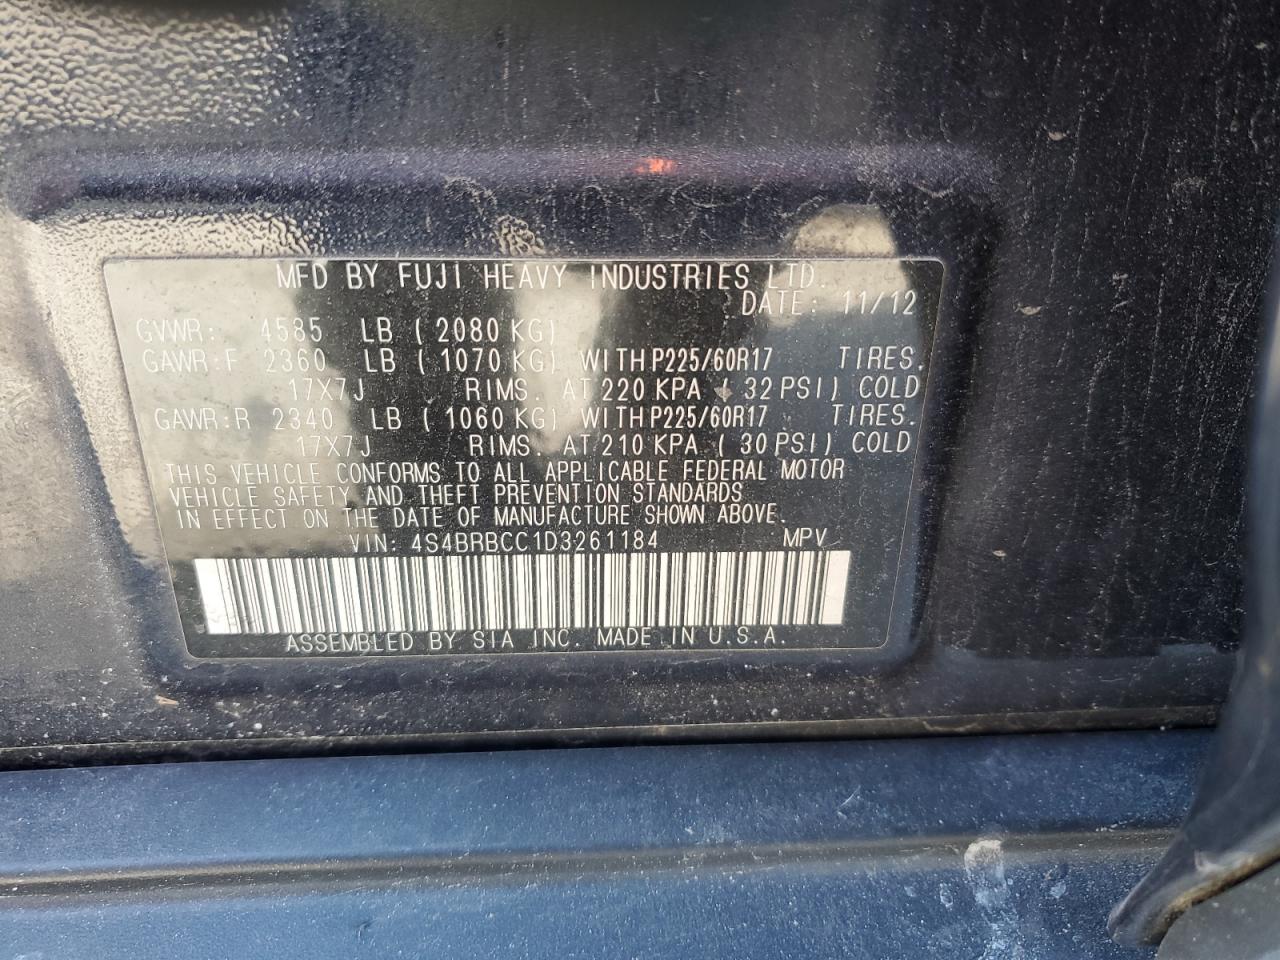 MFD BY FUJI HEAVY INDUSTRIES LTD.
DATE: 11/12
GVWR: 4585 LB ( 2080 KG)
GAWR:F 2360 LB ( 1070 KG) WITH P225/60R17 TIRES.
17X7J RIMS. AT 220 KPA ( 32 PSI) COLD
GAWR:R 2340 LB ( 1060 KG) WITH P225/60R17 TIRES.
17X7J RIMS. AT 210 KPA ( 30 PSI) COLD
THIS VEHICLE CONFORMS TO ALL APPLICABLE FEDERAL MOTOR
VEHICLE SAFETY AND THEFT PREVENTION STANDARDS
IN EFFECT ON THE DATE OF MANUFACTURE SHOWN ABOVE.
VIN: 4S4BRBCC1D3261184 MPV
ASSEMBLED BY SIA INC. MADE IN U.S.A.